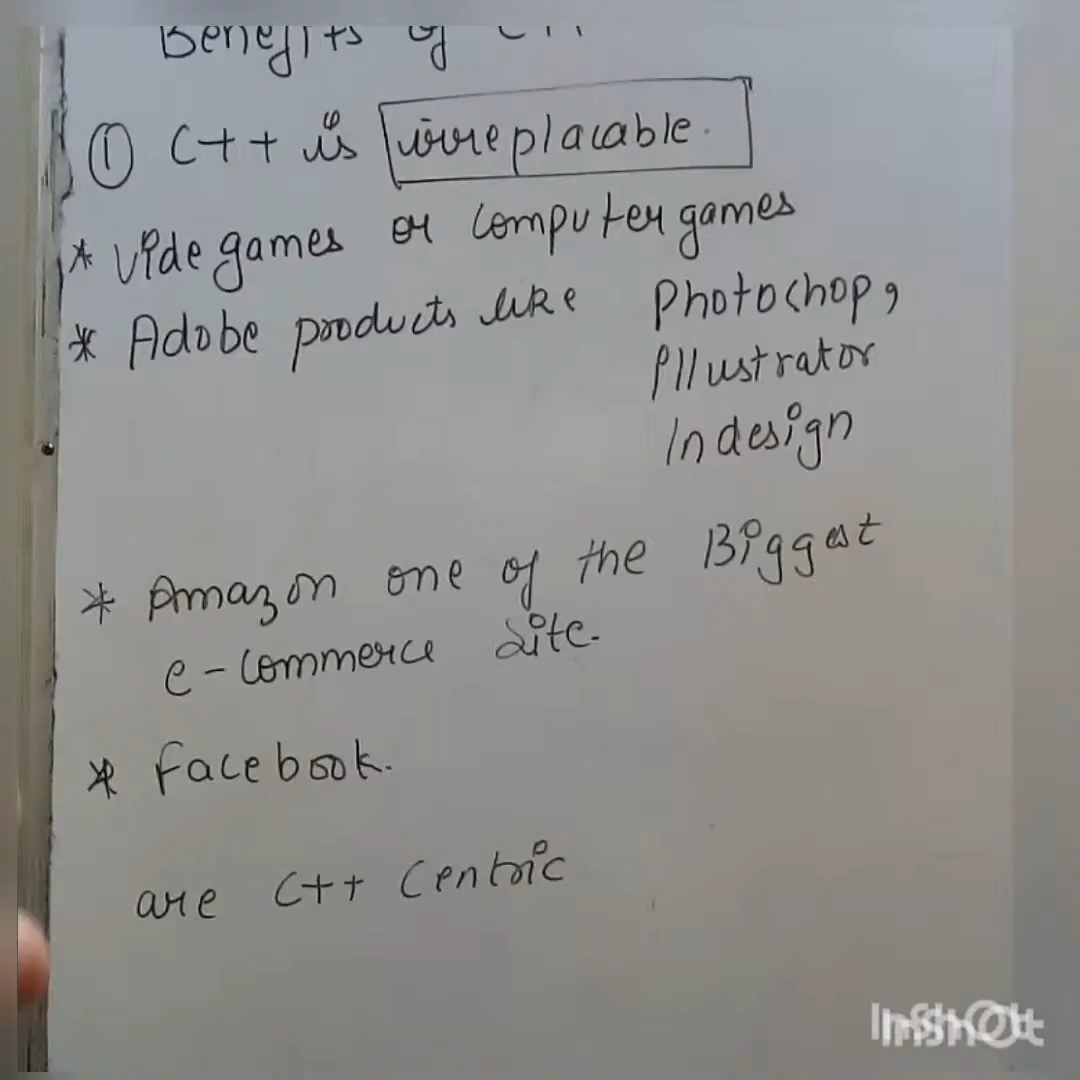 Benefits of C++
① C++ is irreplacable.
* Vide games or computer games
* Adobe products like Photochop,
Illustrator
Indesign
* Amazon one of the Biggest
e-commerce site.
* Facebook.
are C++ Centric
InShot